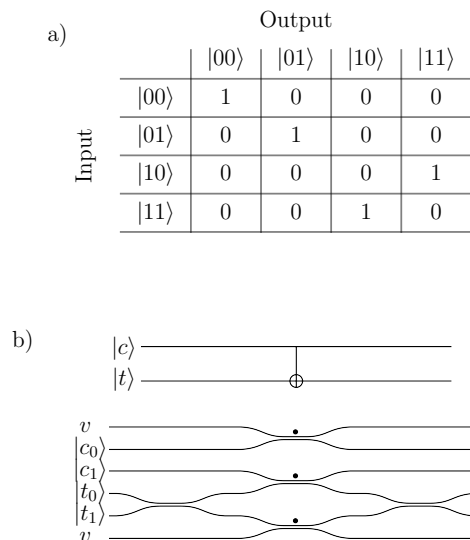 Output
a)
|00⟩ |01⟩ |10⟩ |11⟩
|00⟩ 1 0 0 0
|01⟩ 0 1 0 0
|10⟩ 0 0 0 1
|11⟩ 0 0 1 0
Input
b)
|c⟩
|t⟩
v
|c₀⟩
|c₁⟩
|t₀⟩
|t₁⟩
v